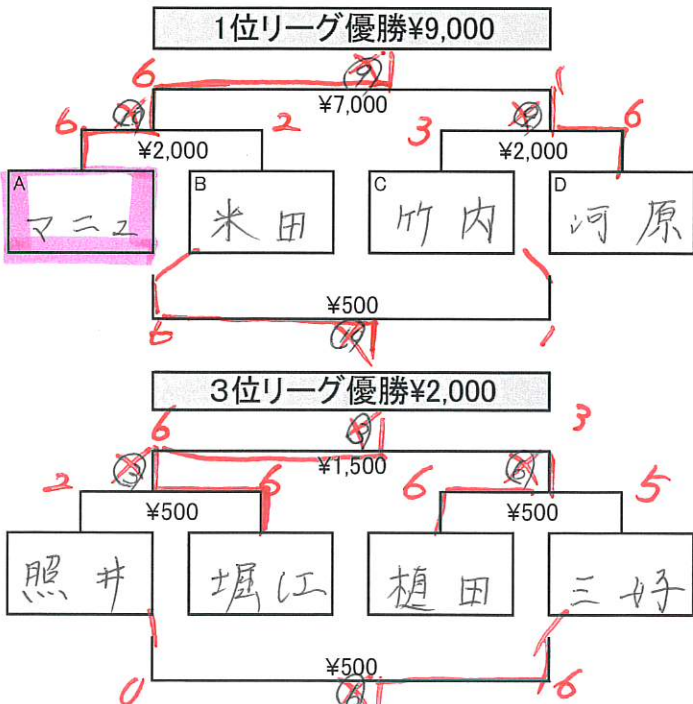 1位リーグ優勝¥9,000
6 ⑨ 1
¥7,000
6 2 3 6
¥2,000 ¥2,000
A B C D
マニュ 米田 竹内 河原
¥500
6 1
3位リーグ優勝¥2,000
6 3
¥1,500
2 6 6 5
¥500 ¥500
照井 堀江 植田 三好
¥500
0 6